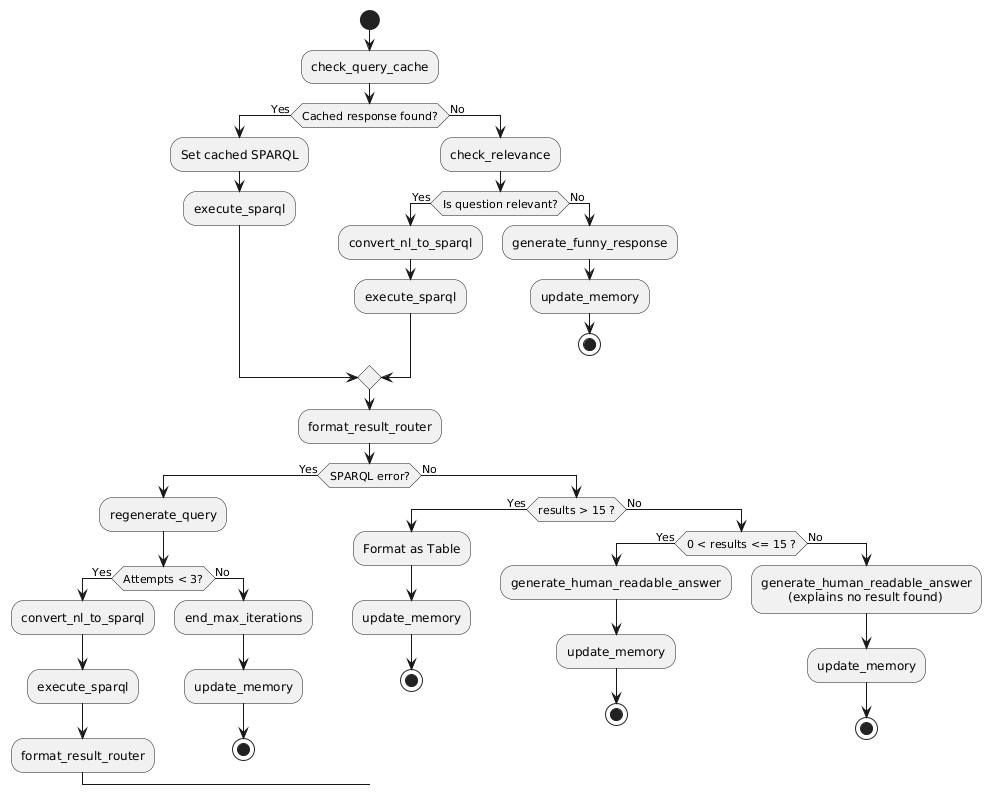 check_query_cache
Cached response found?
Yes
No
Set cached SPARQL
check_relevance
execute_sparql
Is question relevant?
Yes
No
convert_nl_to_sparql
generate_funny_response
execute_sparql
update_memory
format_result_router
SPARQL error?
Yes
No
regenerate_query
results > 15 ?
Yes
No
Format as Table
0 < results <= 15 ?
Yes
No
Attempts < 3?
Yes
No
generate_human_readable_answer
generate_human_readable_answer
(explains no result found)
convert_nl_to_sparql
end_max_iterations
update_memory
update_memory
update_memory
execute_sparql
update_memory
format_result_router